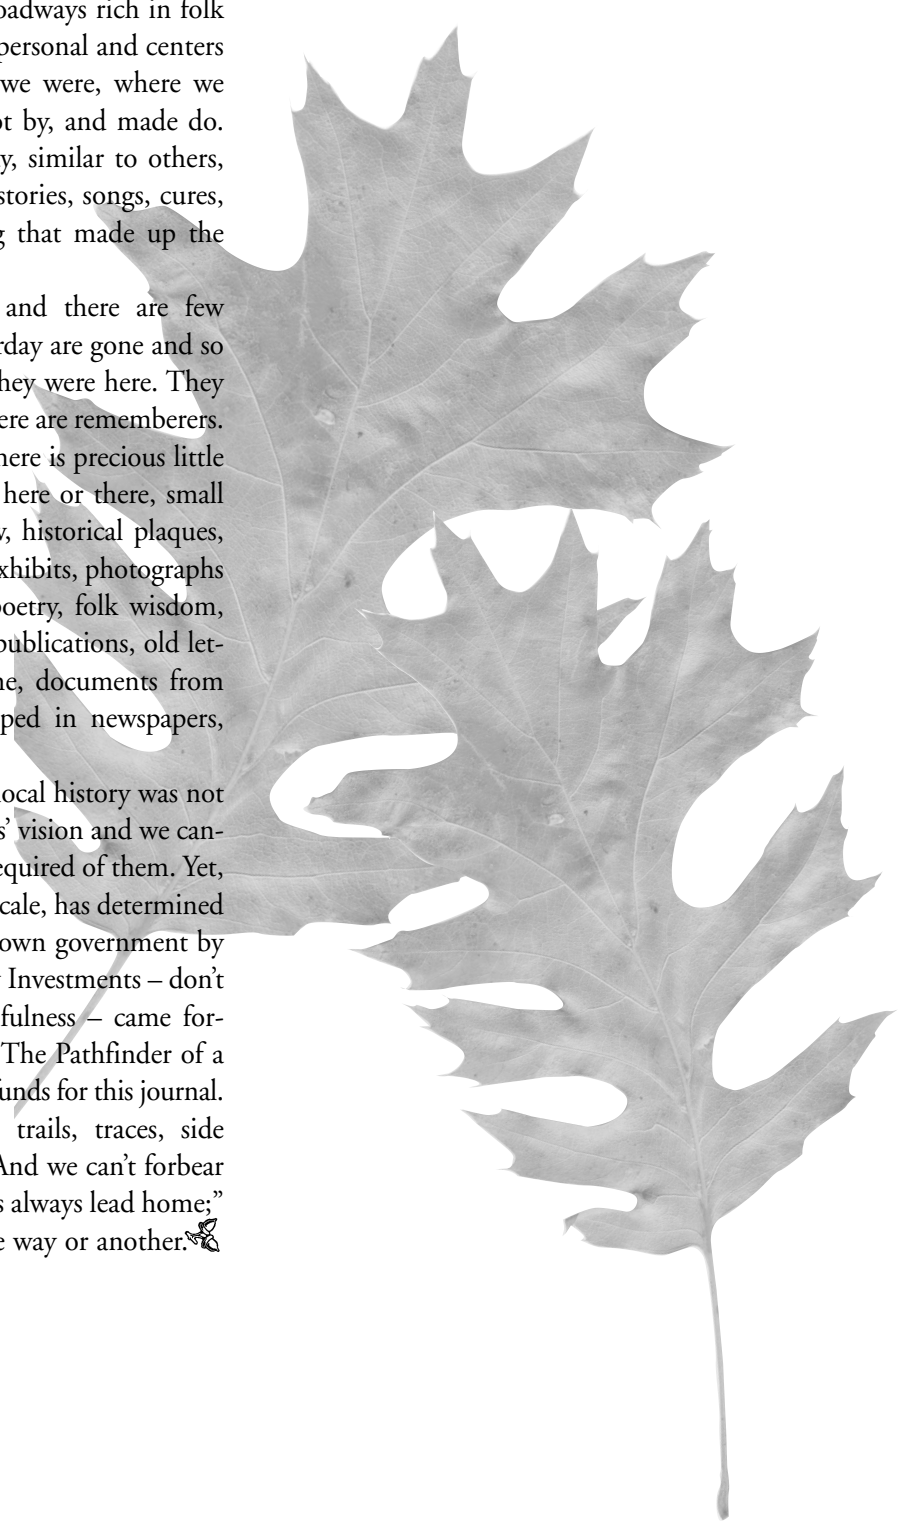 oadways rich in folk
personal and centers
we were, where we
ot by, and made do.
y, similar to others,
stories, songs, cures,
g that made up the
and there are few
rday are gone and so
hey were here. They
ere are rememberers.
here is precious little
here or there, small
w, historical plaques,
xhibits, photographs
poetry, folk wisdom,
publications, old let-
ne, documents from
ped in newspapers,
local history was not
s’ vision and we can-
equired of them. Yet,
cale, has determined
own government by
Investments – don’t
fulness – came for-
The Pathfinder of a
funds for this journal.
trails, traces, side
And we can’t forbear
s always lead home;”
e way or another.